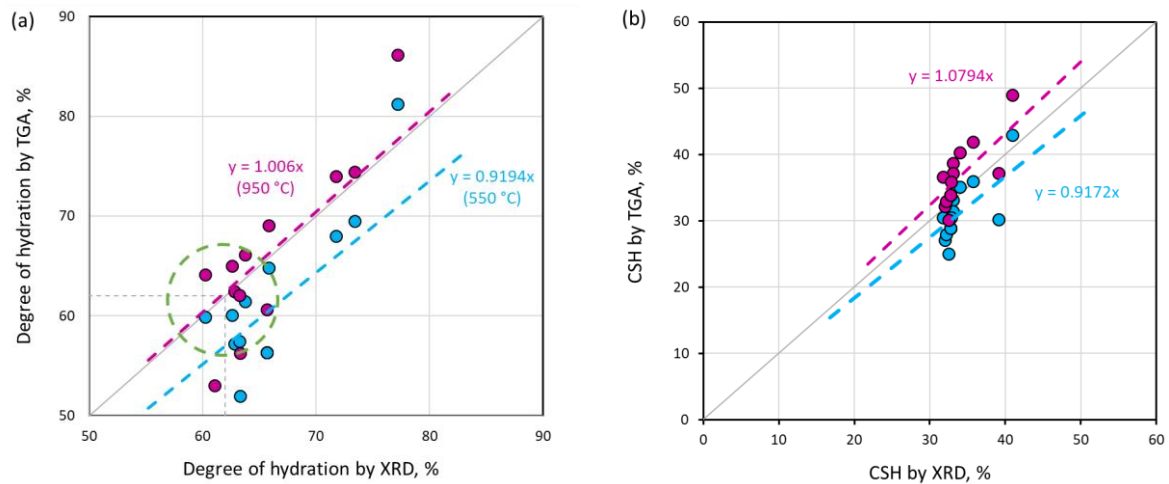 (a)
90
80
70
60
50
50
60
70
80
90
Degree of hydration by TGA, %
Degree of hydration by XRD, %
y = 1.006x
(950 °C)
y = 0.9194x
(550 °C)
(b)
60
50
40
30
20
10
0
0
10
20
30
40
50
60
CSH by TGA, %
CSH by XRD, %
y = 1.0794x
y = 0.9172x